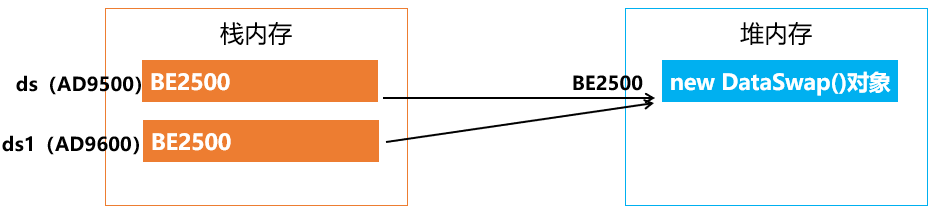 栈内存
堆内存
ds（AD9500）
BE2500
BE2500
new DataSwap()对象
ds1（AD9600）
BE2500